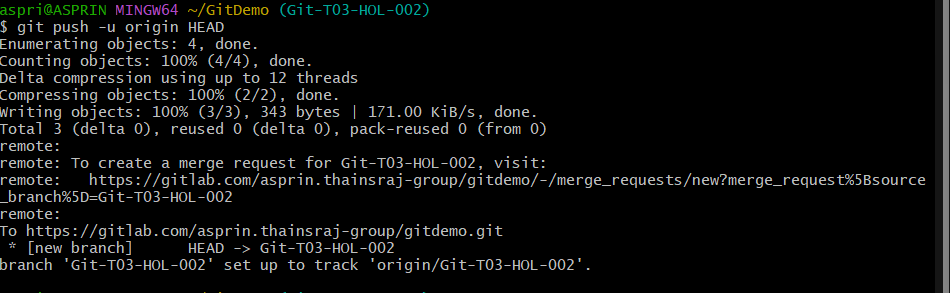 aspri@ASPRIN MINGW64 ~/GitDemo (Git-T03-HOL-002)
$ git push -u origin HEAD
Enumerating objects: 4, done.
Counting objects: 100% (4/4), done.
Delta compression using up to 12 threads
Compressing objects: 100% (2/2), done.
Writing objects: 100% (3/3), 343 bytes | 171.00 KiB/s, done.
Total 3 (delta 0), reused 0 (delta 0), pack-reused 0 (from 0)
remote:
remote: To create a merge request for Git-T03-HOL-002, visit:
remote:   https://gitlab.com/asprin.thainsraj-group/gitdemo/-/merge_requests/new?merge_request%5Bsource
_branch%5D=Git-T03-HOL-002
remote:
To https://gitlab.com/asprin.thainsraj-group/gitdemo.git
 * [new branch]      HEAD -> Git-T03-HOL-002
branch 'Git-T03-HOL-002' set up to track 'origin/Git-T03-HOL-002'.